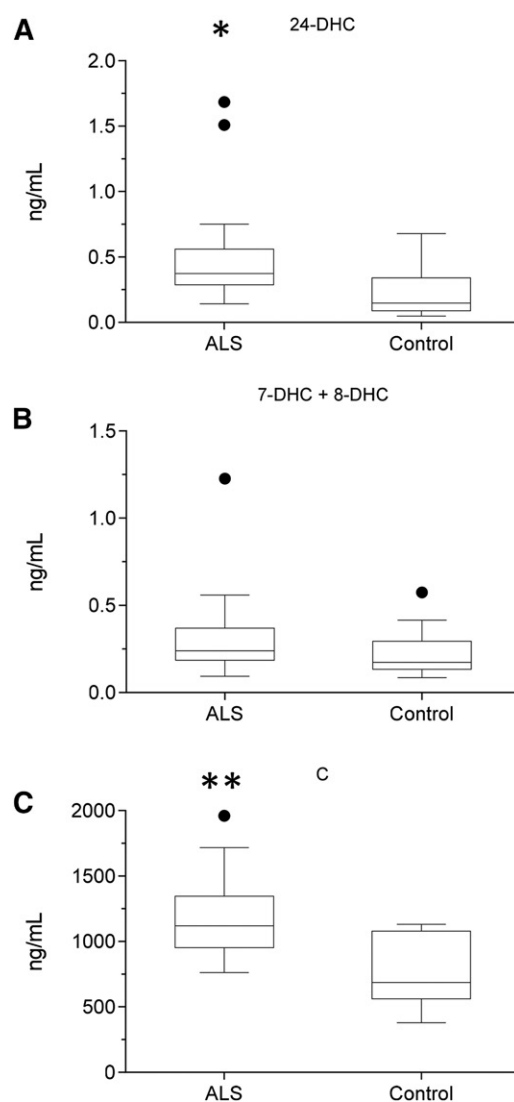 A
*
24-DHC
2.0
1.5
1.0
0.5
0.0
ng/mL
ALS
Control
7-DHC + 8-DHC
B
1.5
1.0
0.5
0.0
ng/mL
ALS
Control
**
C
C
2000
1500
1000
500
0
ng/mL
ALS
Control